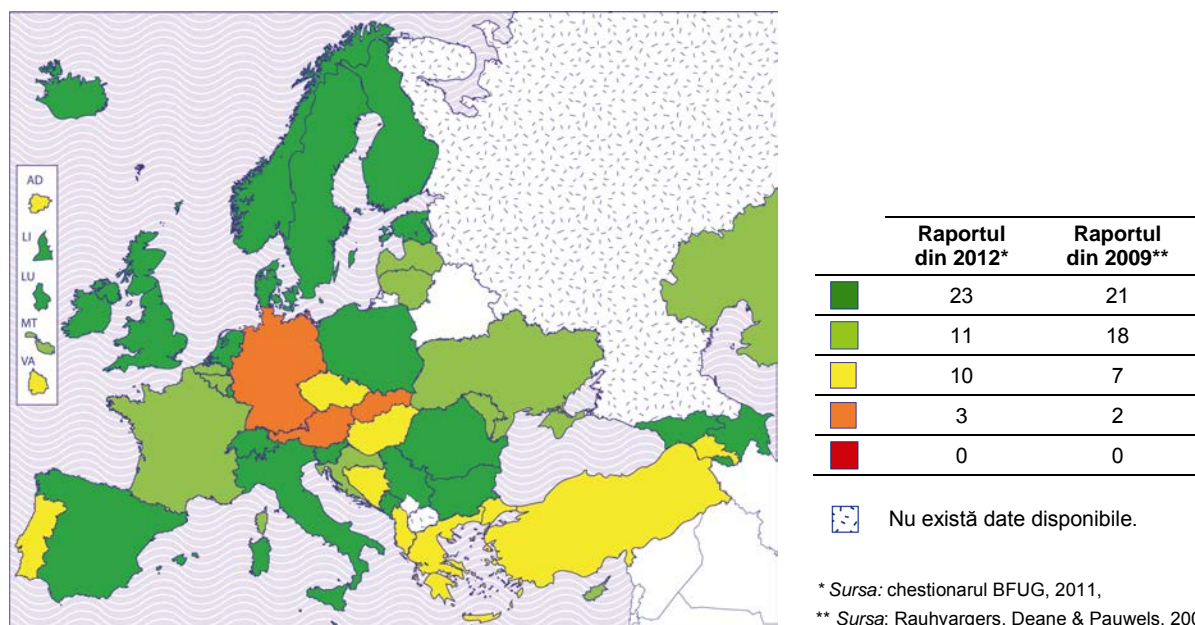 AD
LI
LU
MT
VA
Raportul din 2012* Raportul din 2009**
23 21
11 18
10 7
3 2
0 0
Nu există date disponibile.
* Sursa: chestionarul BFUG, 2011,
** Sursa: Rauhvargers, Deane & Pauwels, 200